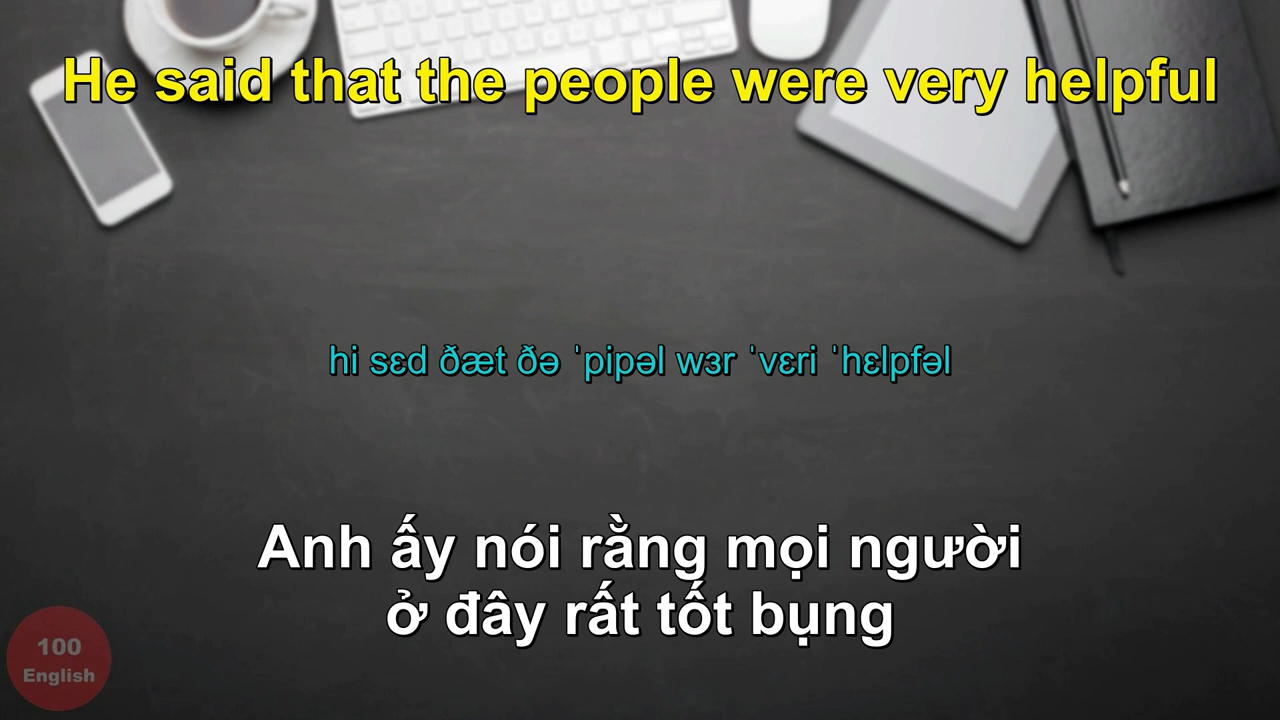 He said that the people were very helpful
hi sɛd ðæt ðə ˈpipəl wɜr ˈvɛri ˈhɛlpfəl
Anh ấy nói rằng mọi người
ở đây rất tốt bụng
100
English